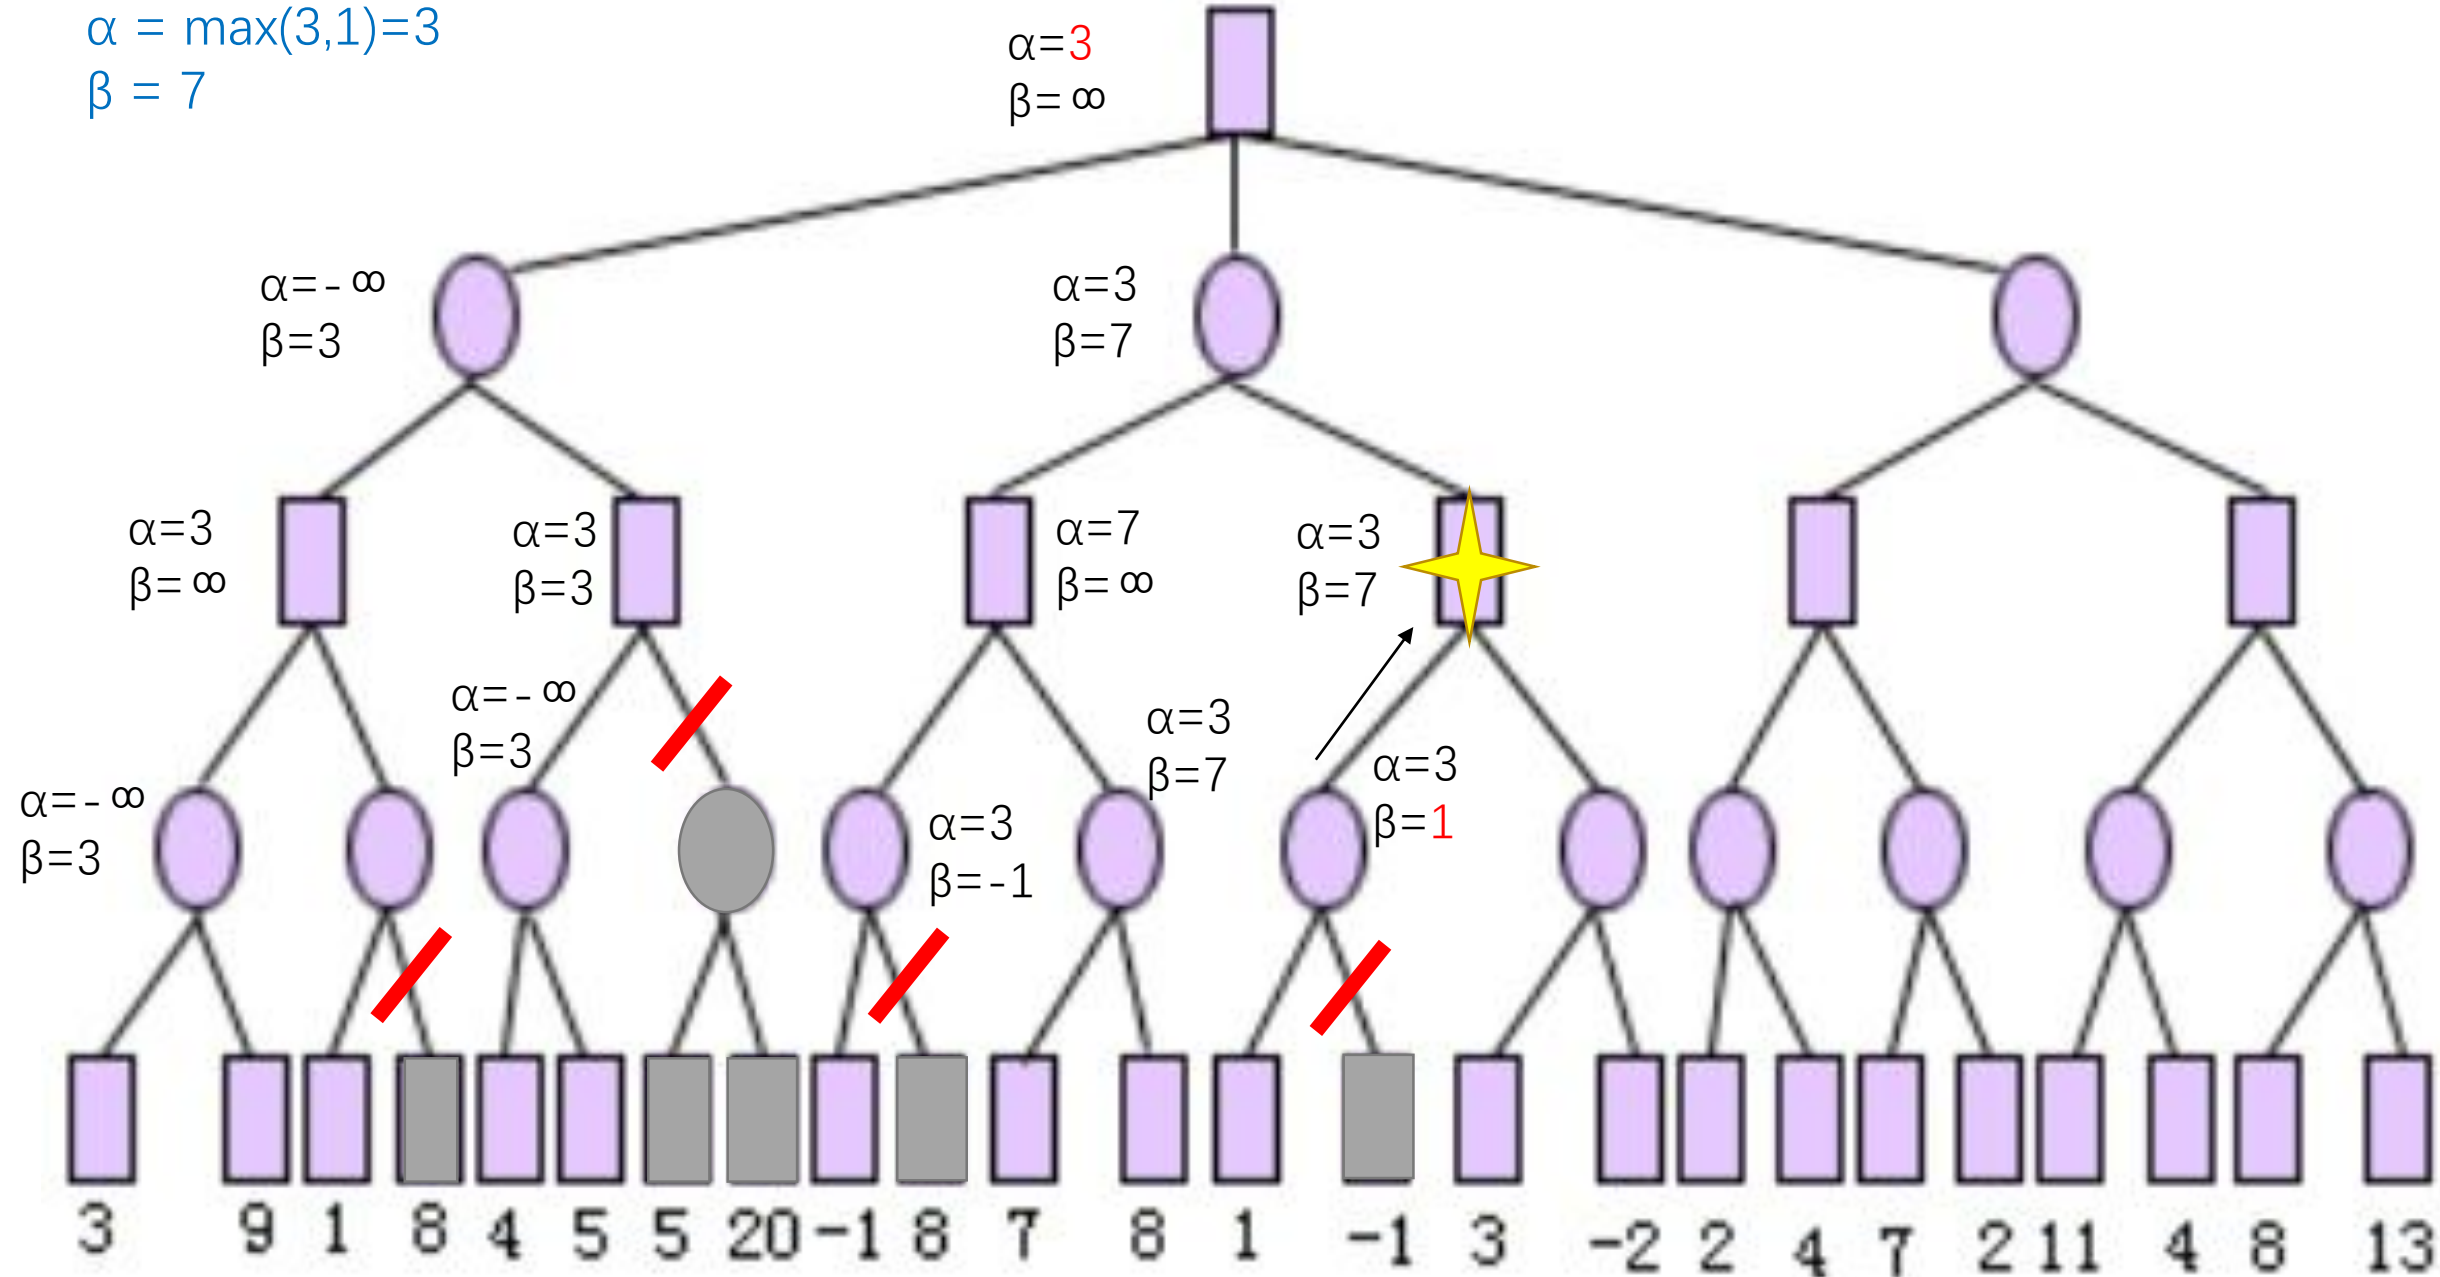 α = max(3,1)=3
β = 7
α=3
β=∞
α=-∞
β=3
α=3
β=7
α=3
β=∞
α=3
β=3
α=7
β=∞
α=3
β=7
α=-∞
β=3
α=3
β=7
α=3
β=1
α=-∞
β=3
α=3
β=-1
3 9 1 8 4 5 5 20 -1 8 7 8 1 -1 3 -2 2 4 7 2 11 4 8 13